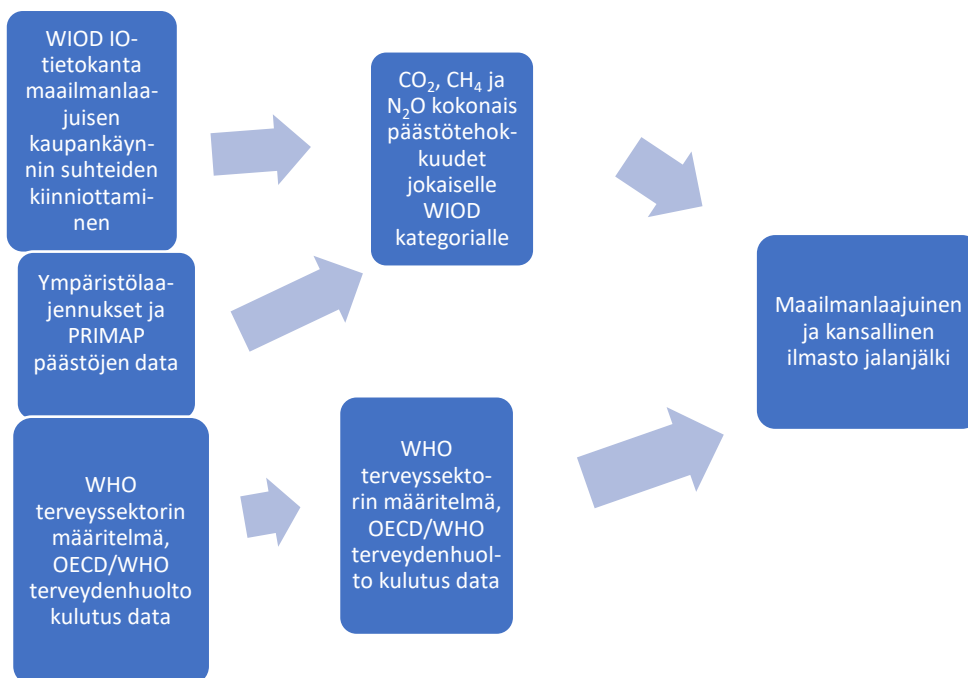 WIOD IO-
tietokanta
maailmanlaa-
juisen
kaupankäyn-
nin suhteiden
kiinniottami-
nen
Ympäristölaa-
jennukset ja
PRIMAP
päästöjen data
WHO
terveyssektorin
määritelmä,
OECD/WHO
terveydenhuolto
kulutus data
CO₂, CH₄ ja
N₂O kokonais
päästötehok-
kuudet
jokaiselle
WIOD
kategorialle
WHO
terveyssekto-
rin määritelmä,
OECD/WHO
terveydenhuol-
to kulutus data
Maailmanlaajuinen
ja kansallinen
ilmasto jalanjälki